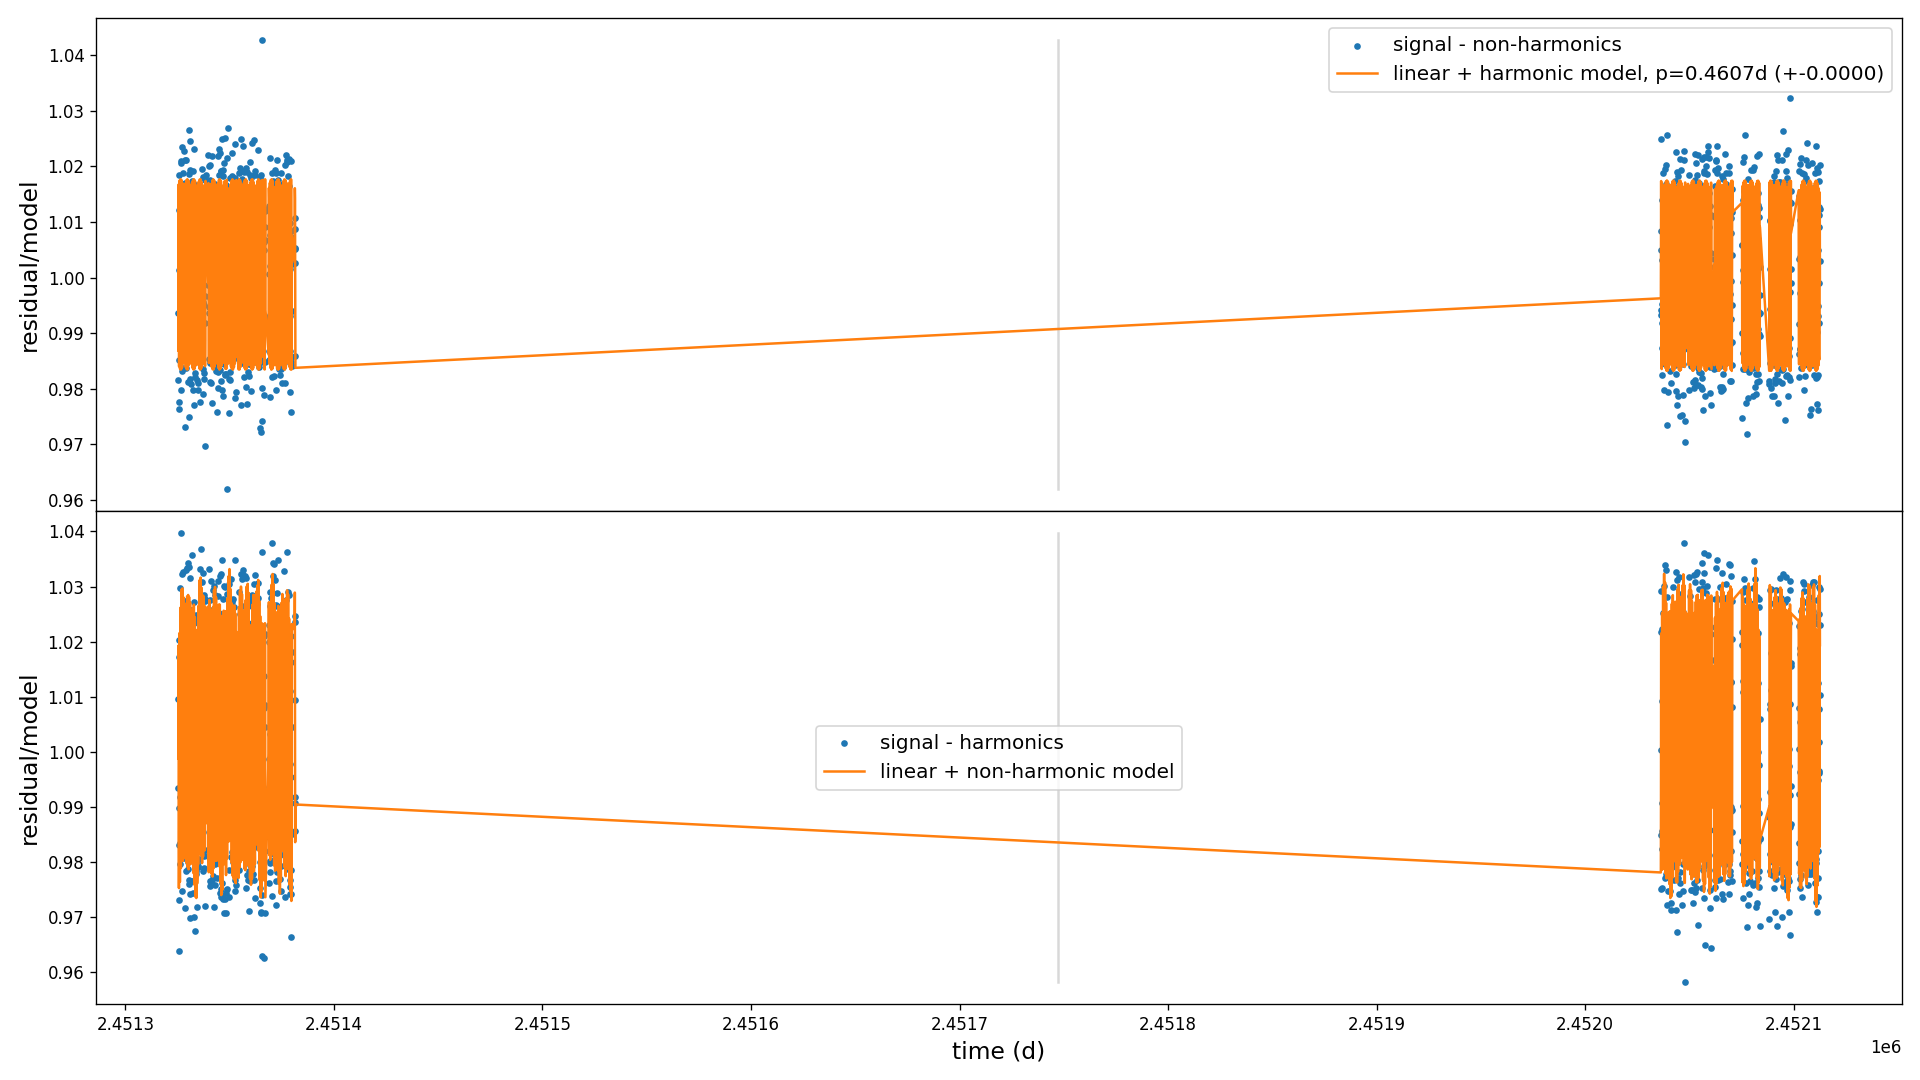 signal - non-harmonics
linear + harmonic model, p=0.4607d (+-0.0000)
1.04
1.03
1.02
1.01
1.00
0.99
0.98
0.97
0.96
residual/model
signal - harmonics
linear + non-harmonic model
1.04
1.03
1.02
1.01
1.00
0.99
0.98
0.97
0.96
residual/model
2.4513 2.4514 2.4515 2.4516 2.4517 2.4518 2.4519 2.4520 2.4521
1e6
time (d)